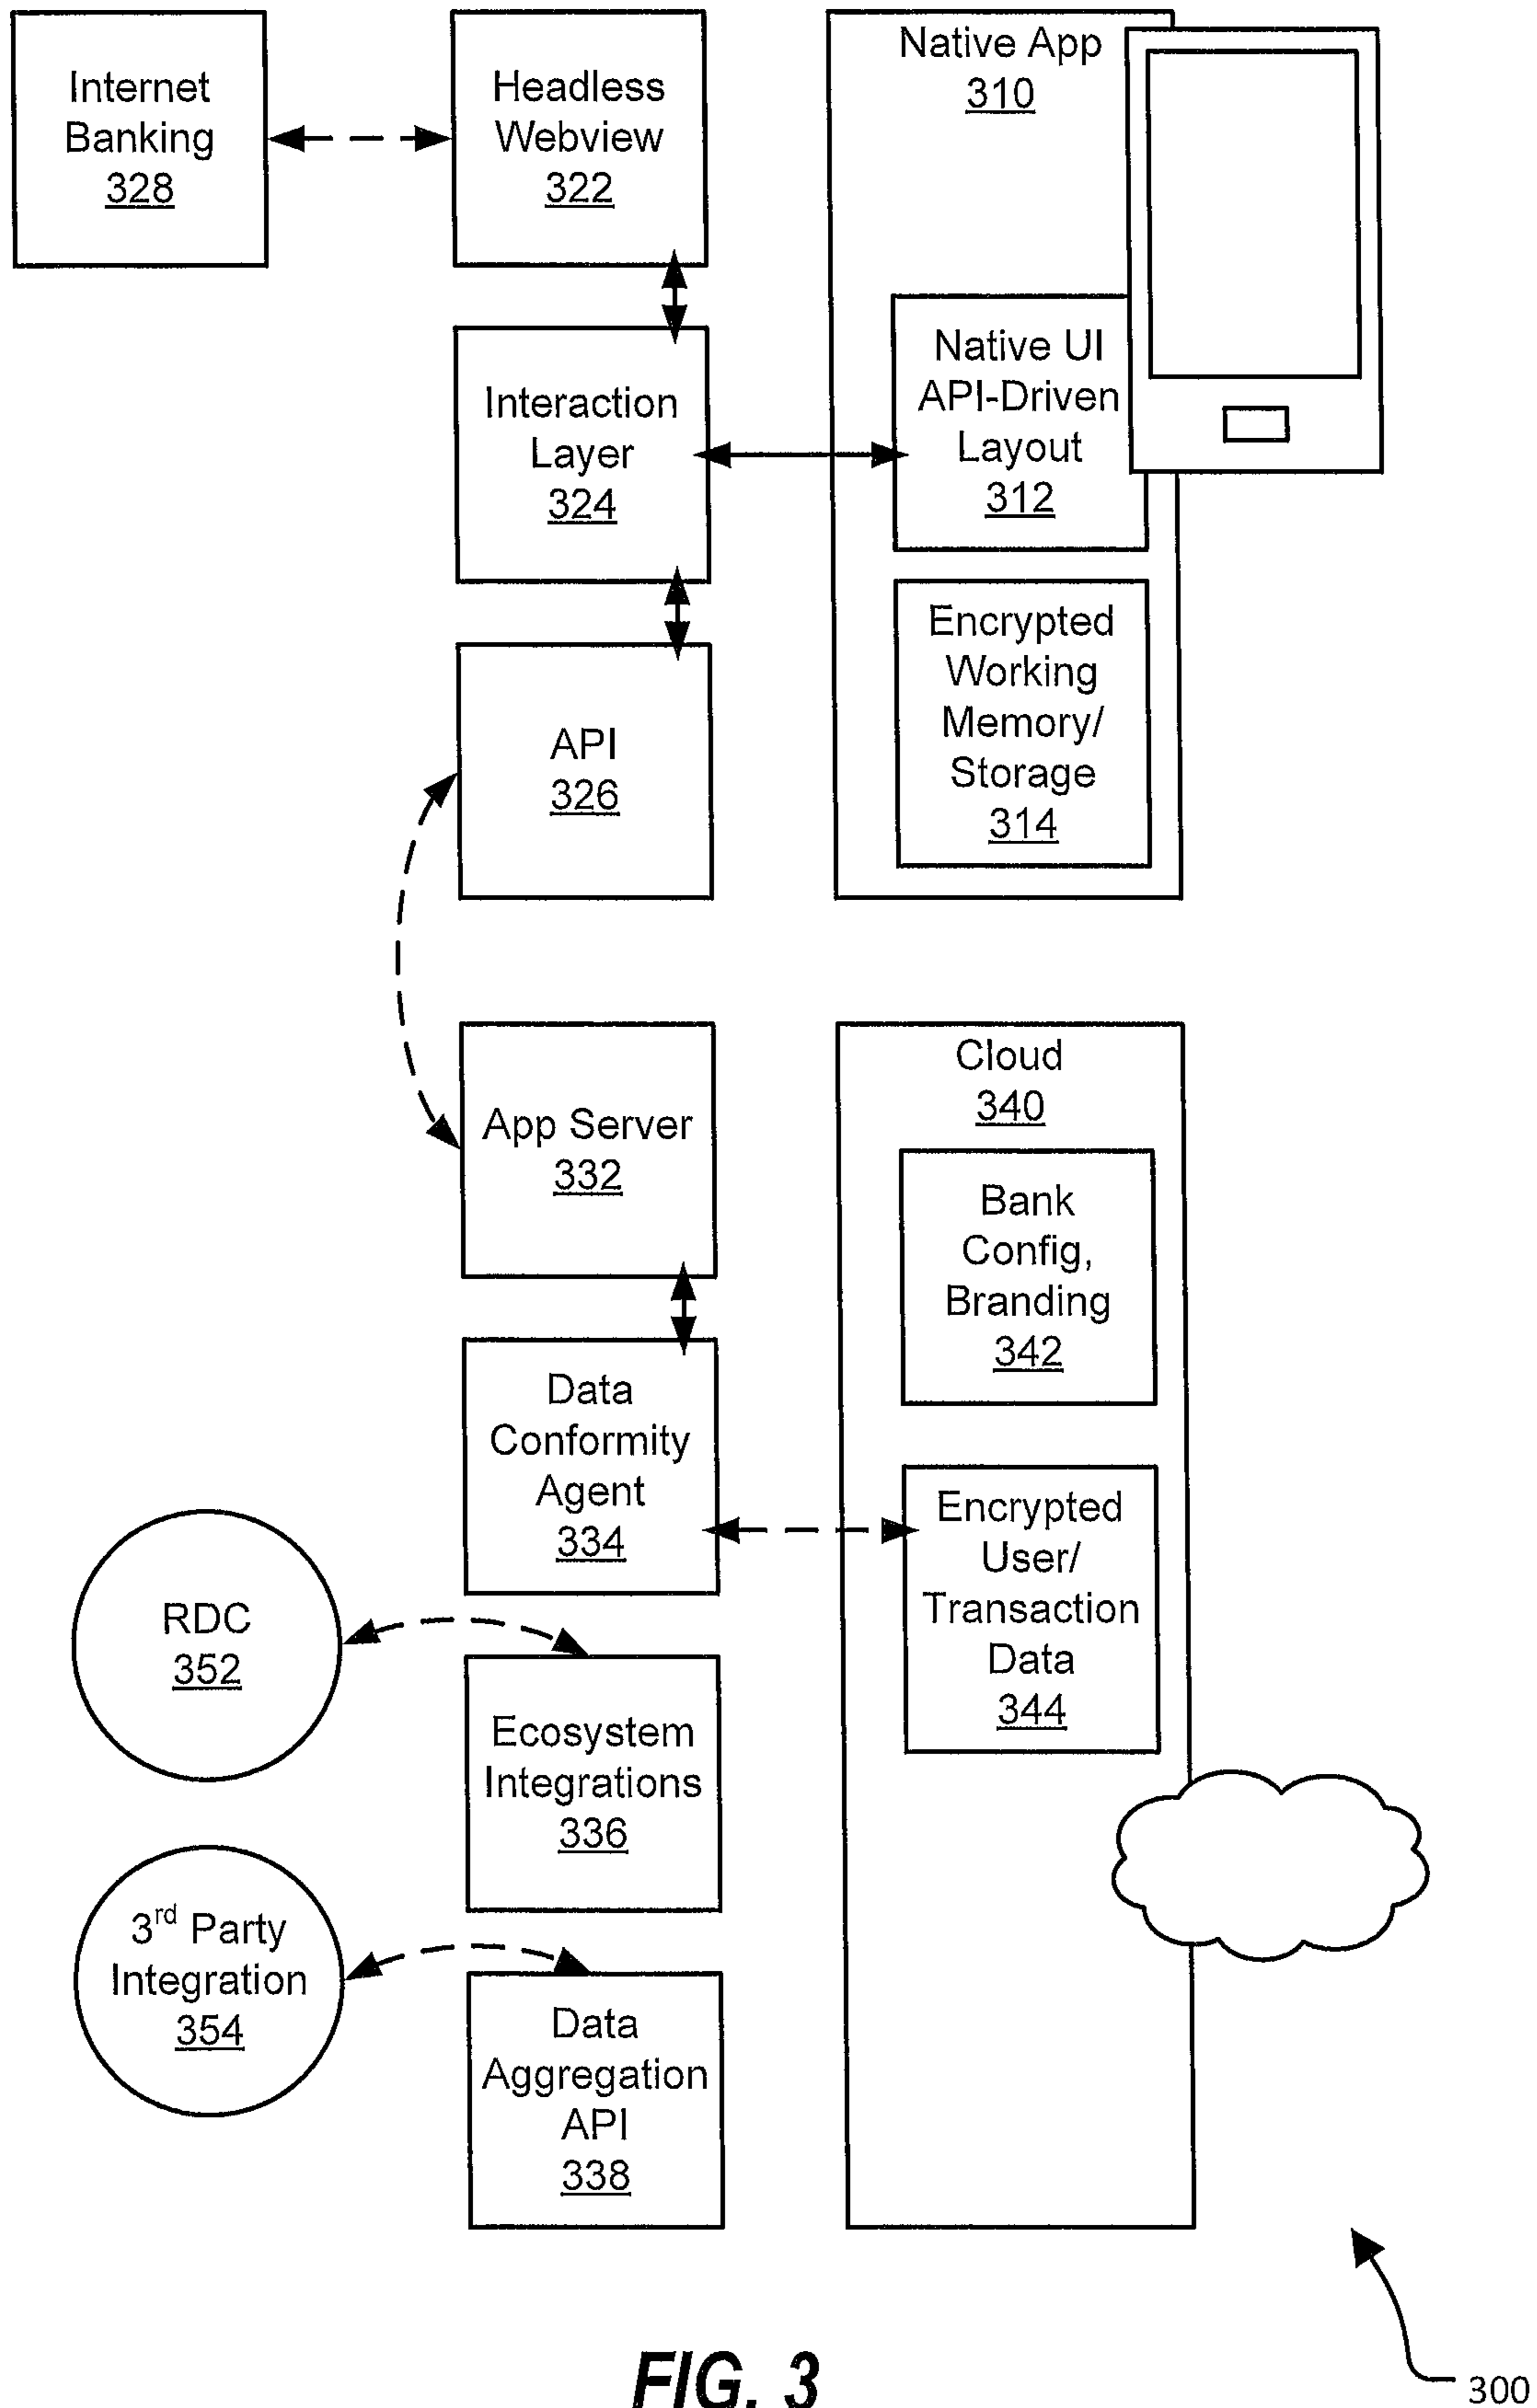 Internet
Banking
328
Headless
Webview
322
Native App
310
Interaction
Layer
324
Native UI
API-Driven
Layout
312
API
326
Encrypted
Working
Memory/
Storage
314
App Server
332
Cloud
340
Bank
Config,
Branding
342
Data
Conformity
Agent
334
Encrypted
User/
Transaction
Data
344
RDC
352
Ecosystem
Integrations
336
3rd Party
Integration
354
Data
Aggregation
API
338
300
FIG. 3